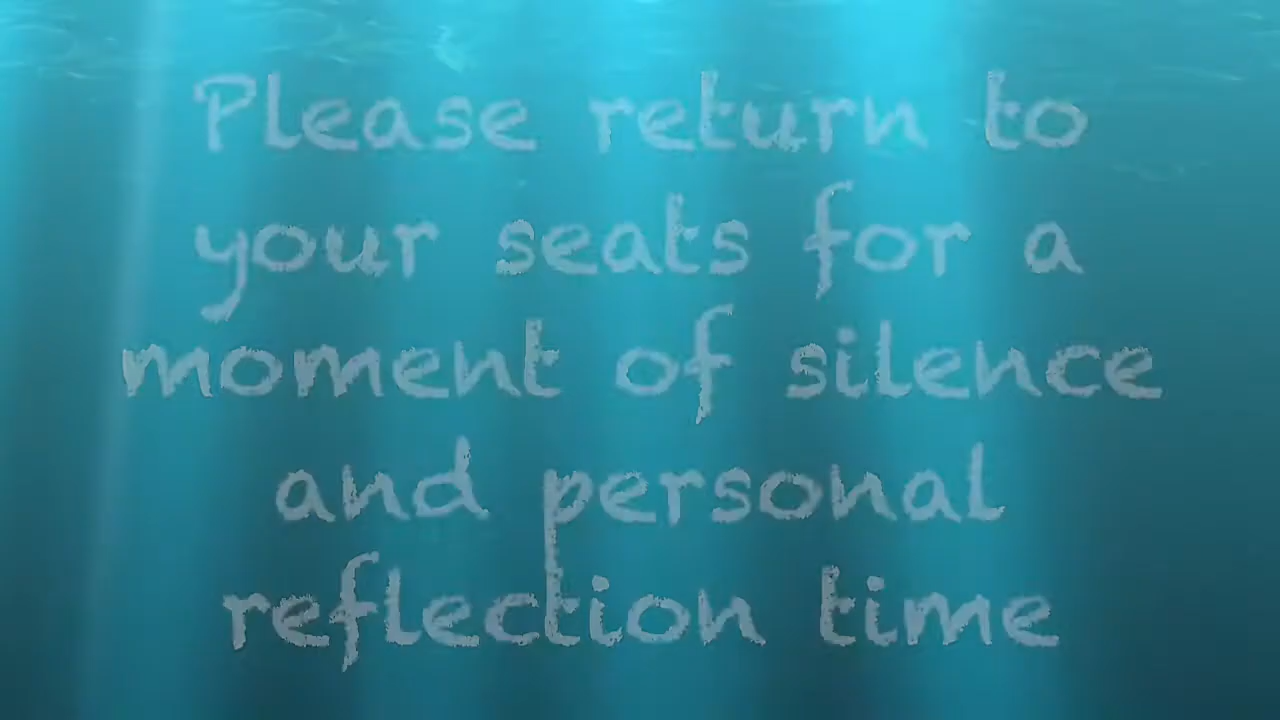 Please return to
your seats for a
moment of silence
and personal
reflection time